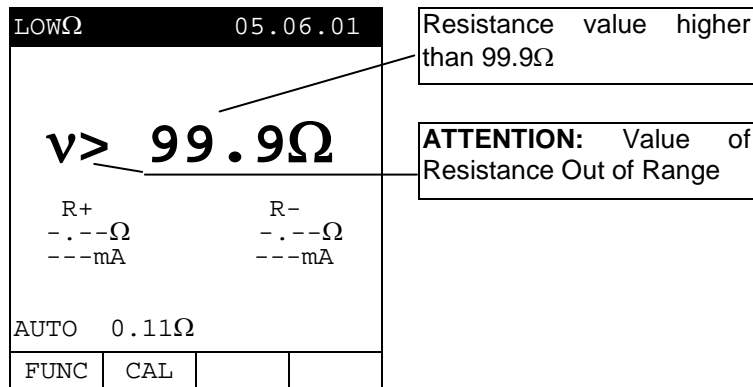 LOWΩ 05.06.01
ν> 99.9Ω
R+ R-
-.--Ω -.--Ω
---mA ---mA
AUTO 0.11Ω
FUNC CAL
Resistance value higher
than 99.9Ω
ATTENTION: Value of
Resistance Out of Range